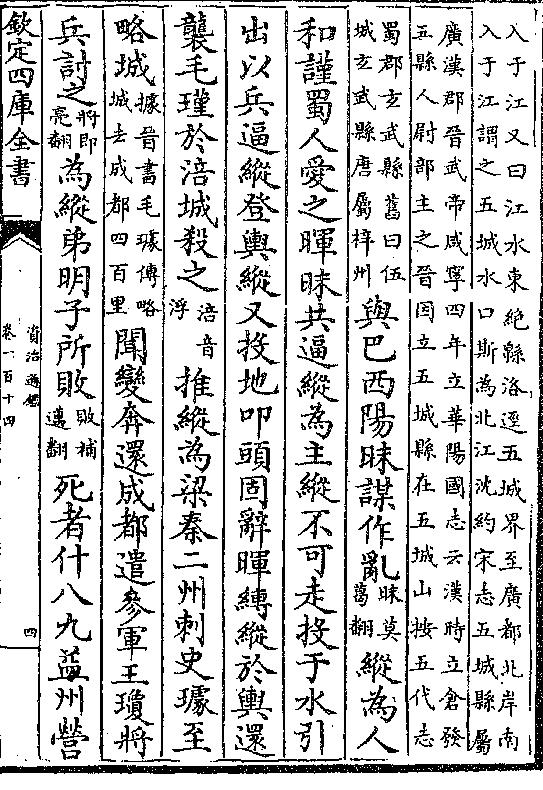 入于江又曰江水東絶緜洛逕五城界至廣都北岸南
入于江謂之五城水口斯為北江沈約宋志五城縣屬
廣漢郡晉武帝咸寧四年立華陽國志云漢時立倉發
五縣人尉部主之晉因立五城縣在五城山按五代志
蜀郡玄武縣舊曰伍城玄武縣唐屬梓州與巴西陽昧謀作亂昧莫葛翻縱為人
和謹蜀人愛之暉昧共逼縱為主縱不可走投于水引
出以兵逼縱登輿縱又投地叩頭固辭暉縛縱於輿還
襲毛瑾於涪城殺之涪音浮推縱為梁秦二州刺史璩至
略城據晉書毛璩傳略城去成都四百里聞變奔還成都遣參軍王瓊將
兵討之將即亮翻為縱弟明子所敗敗補邁翻死者什八九益州營
欽定四庫全書
資治通鑑
卷一百十四
四